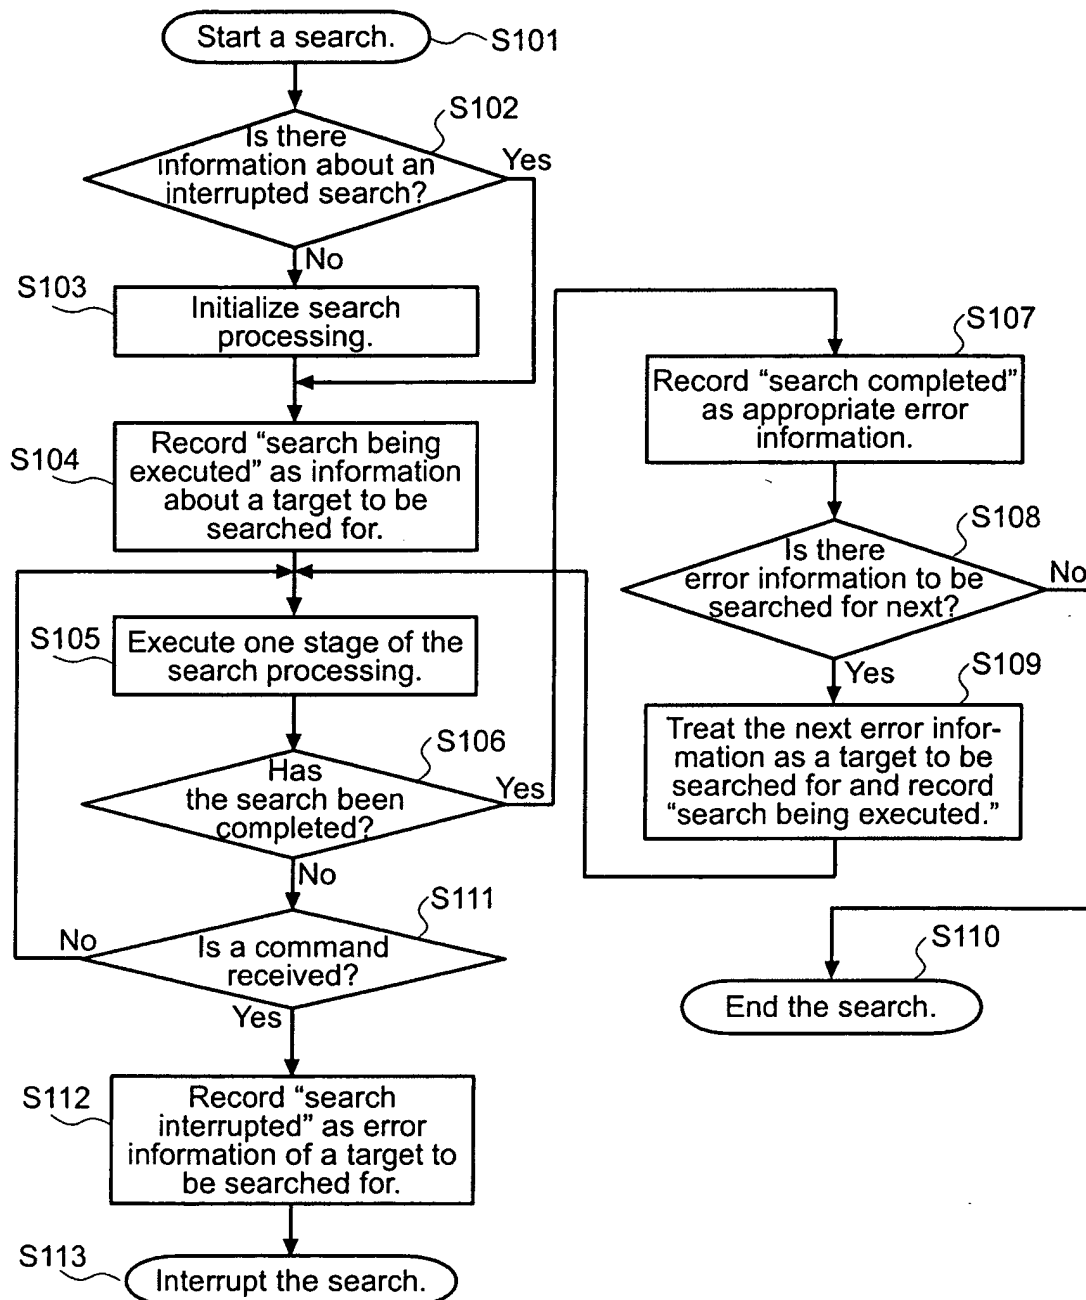 Start a search.
S101
S102
Is there
information about an
interrupted search?
Yes
No
S103
Initialize search
processing.
S104
Record “search being
executed” as information
about a target to be
searched for.
S105
Execute one stage of the
search processing.
S106
Has
the search been
completed?
Yes
No
S111
Is a command
received?
No
Yes
S112
Record “search
interrupted” as error
information of a target to
be searched for.
S113
Interrupt the search.
S107
Record “search completed”
as appropriate error
information.
S108
Is there
error information to be
searched for next?
No
Yes
S109
Treat the next error infor-
mation as a target to be
searched for and record
“search being executed.”
S110
End the search.